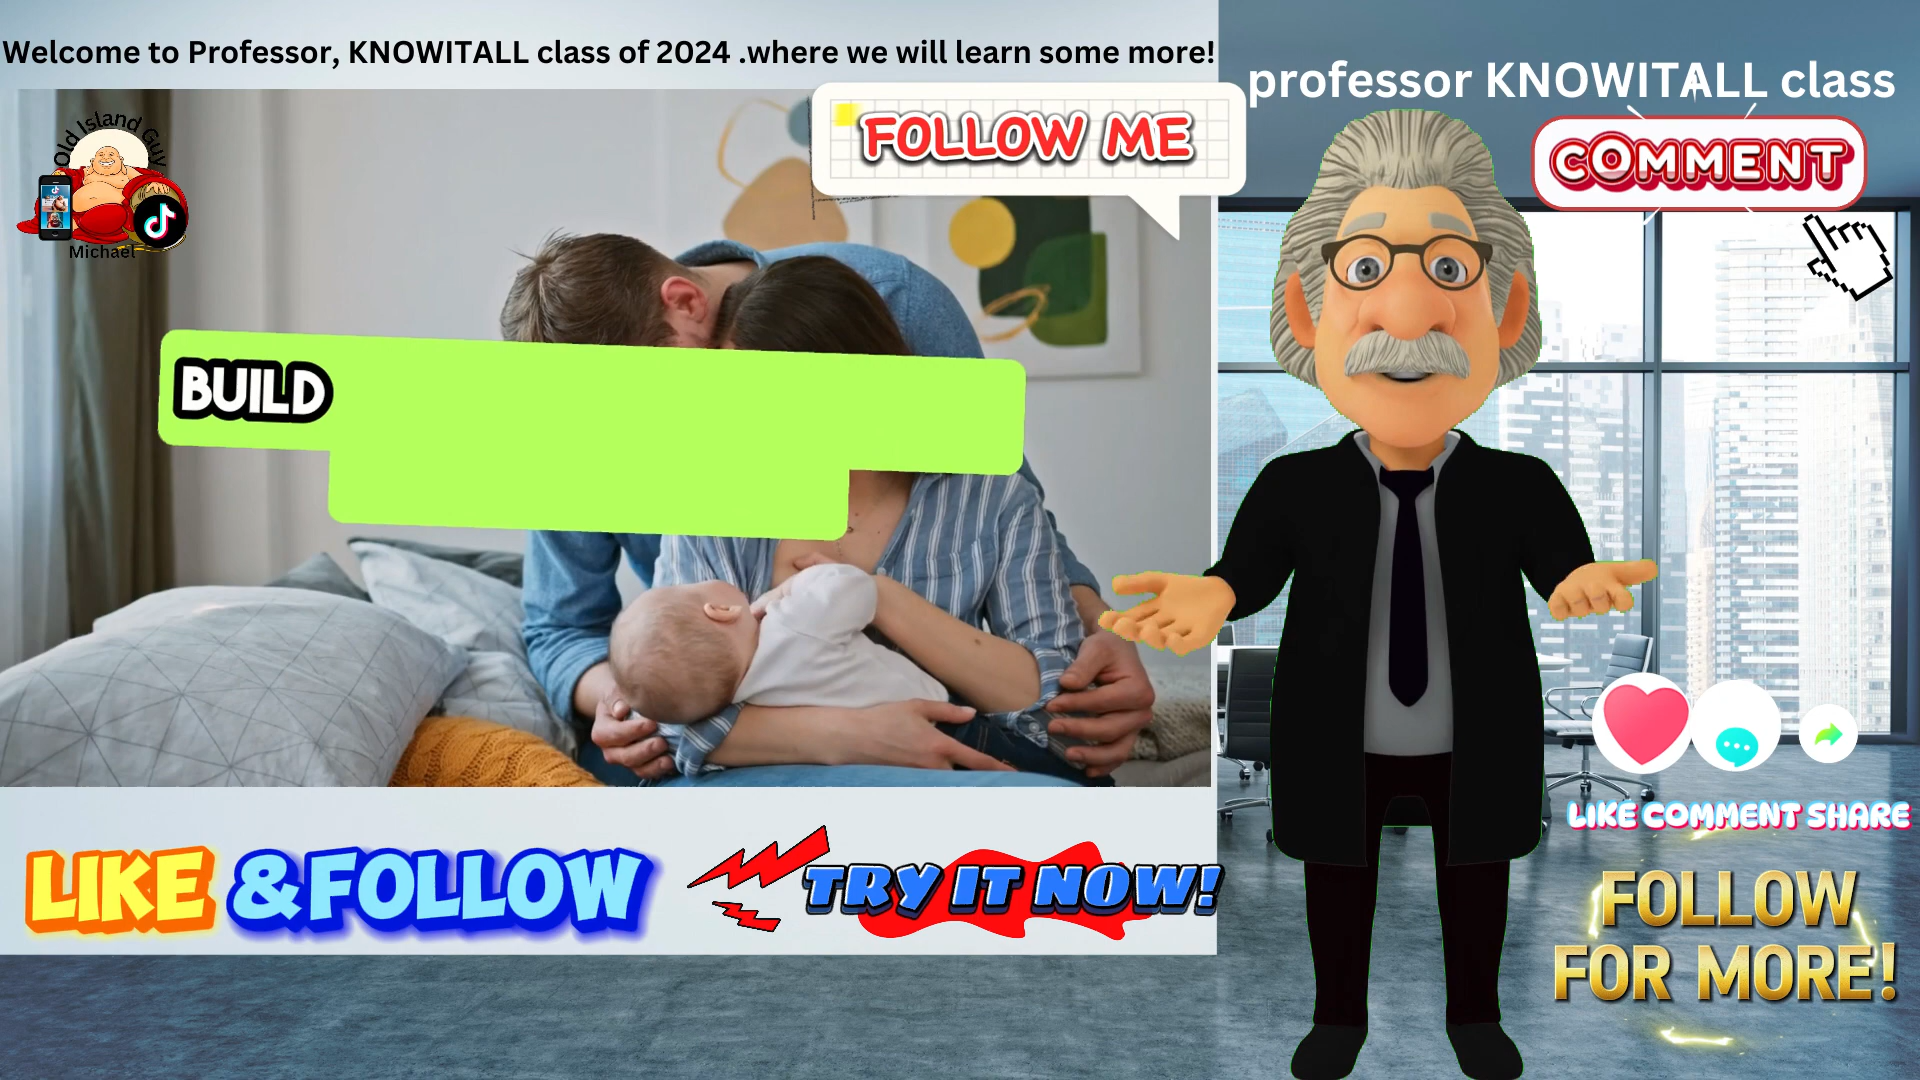 Welcome to Professor, KNOWITALL class of 2024 .where we will learn some more!
professor KNOWITALL class
FOLLOW ME
COMMENT
Old Island Guy
Michael
BUILD
LIKE COMMENT SHARE
LIKE &FOLLOW
TRY IT NOW!
FOLLOW
FOR MORE!